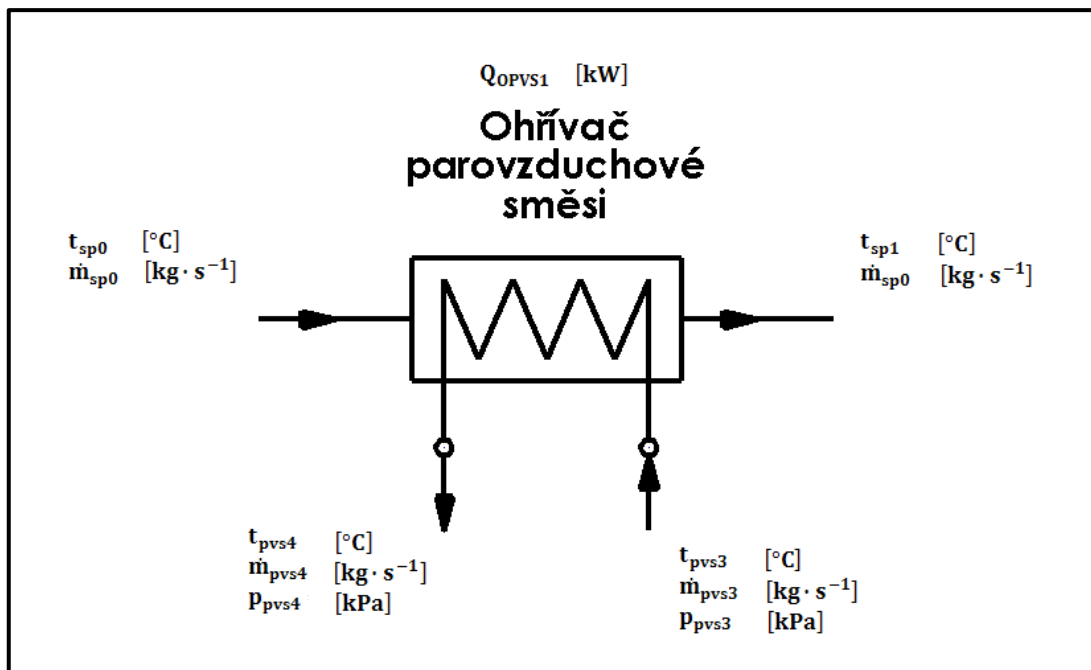 Q_OPVS1 [kW]
Ohřívač
parovzduchové
směsi
t_sp0 [°C]
ṁ_sp0 [kg · s⁻¹]
t_sp1 [°C]
ṁ_sp0 [kg · s⁻¹]
t_pvs4 [°C]
ṁ_pvs4 [kg · s⁻¹]
p_pvs4 [kPa]
t_pvs3 [°C]
ṁ_pvs3 [kg · s⁻¹]
p_pvs3 [kPa]